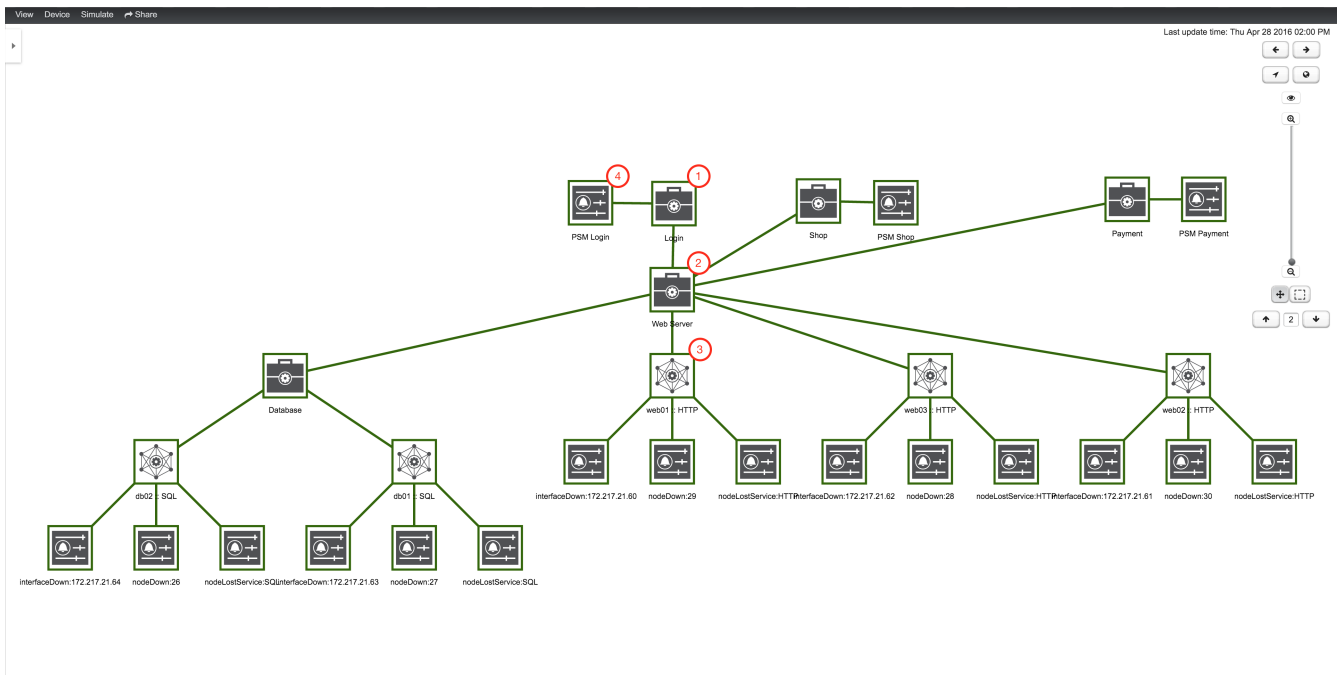 View Device Simulate Share
Last update time: Thu Apr 28 2016 02:00 PM
4
1
PSM Login
Login
Shop
PSM Shop
Payment
PSM Payment
2
Web Server
2
3
Database
web01 :: HTTP
web03 :: HTTP
web02 :: HTTP
interfaceDown:172.217.21.60
nodeDown:29
nodeLostService:HTTP
interfaceDown:172.217.21.62
nodeDown:28
nodeLostService:HTTP
interfaceDown:172.217.21.61
nodeDown:30
nodeLostService:HTTP
db02 :: SQL
db01 :: SQL
interfaceDown:172.217.21.64
nodeDown:26
nodeLostService:SQL
interfaceDown:172.217.21.63
nodeDown:27
nodeLostService:SQL